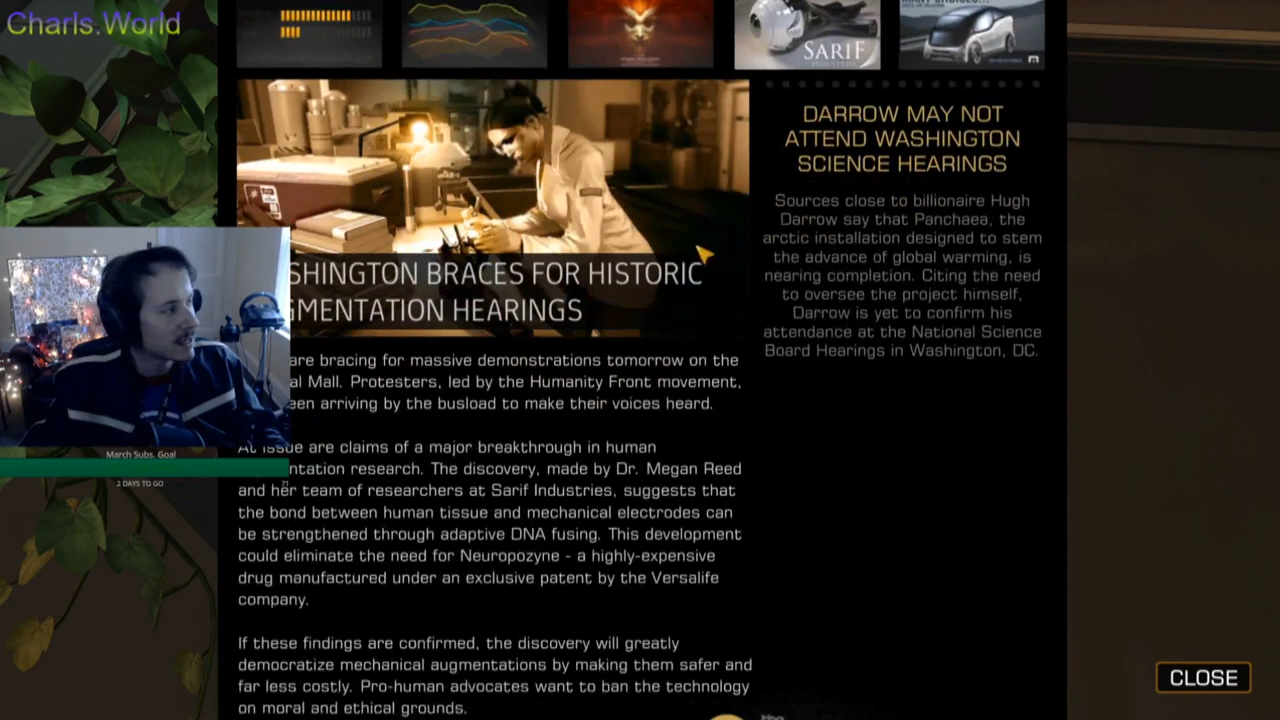 Charls.World
SARIF
DARROW MAY NOT
ATTEND WASHINGTON
SCIENCE HEARINGS
Sources close to billionaire Hugh
Darrow say that Panchaea, the
arctic installation designed to stem
the advance of global warming, is
nearing completion. Citing the need
to oversee the project himself,
Darrow is yet to confirm his
attendance at the National Science
Board Hearings in Washington, DC.
SHINGTON BRACES FOR HISTORIC
GMENTATION HEARINGS
are bracing for massive demonstrations tomorrow on the
al Mall. Protesters, led by the Humanity Front movement,
een arriving by the busload to make their voices heard.
At issue are claims of a major breakthrough in human
ntation research. The discovery, made by Dr. Megan Reed
and her team of researchers at Sarif Industries, suggests that
the bond between human tissue and mechanical electrodes can
be strengthened through adaptive DNA fusing. This development
could eliminate the need for Neuropozyne - a highly-expensive
drug manufactured under an exclusive patent by the Versalife
company.
If these findings are confirmed, the discovery will greatly
democratize mechanical augmentations by making them safer and
far less costly. Pro-human advocates want to ban the technology
on moral and ethical grounds.
March Subs. Goal
2 DAYS TO GO
the
CLOSE